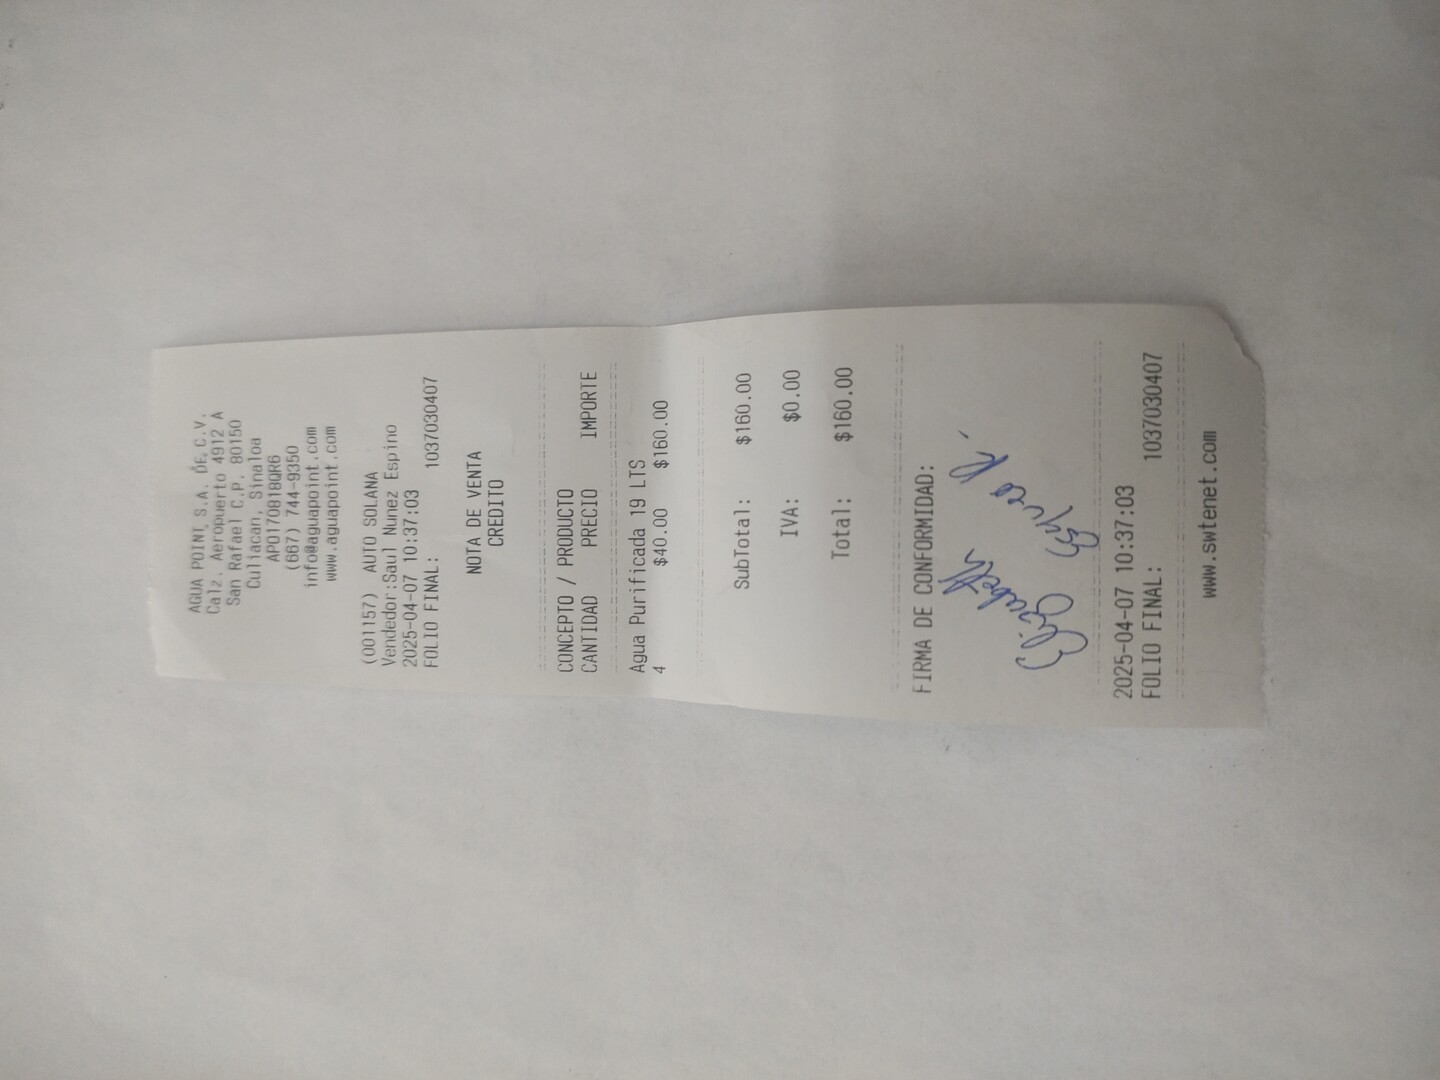 AGUA POINT, S.A. DE C.V.
Calz. Aeropuerto 4912 A
San Rafael C.P. 80150
Culiacan, Sinaloa
APO170818QR6
(667) 744-9350
info@aguapoint.com
www.aguapoint.com
(001157) AUTO SOLANA
Vendedor:Saul Nunez Espino
2025-04-07 10:37:03
FOLIO FINAL: 1037030407
NOTA DE VENTA
CREDITO
CONCEPTO / PRODUCTO
CANTIDAD PRECIO IMPORTE
Agua Purificada 19 LTS
4 $40.00 $160.00
SubTotal: $160.00
IVA: $0.00
Total: $160.00
FIRMA DE CONFORMIDAD:
Elizabeth
2025-04-07 10:37:03
FOLIO FINAL: 1037030407
www.swtenet.com